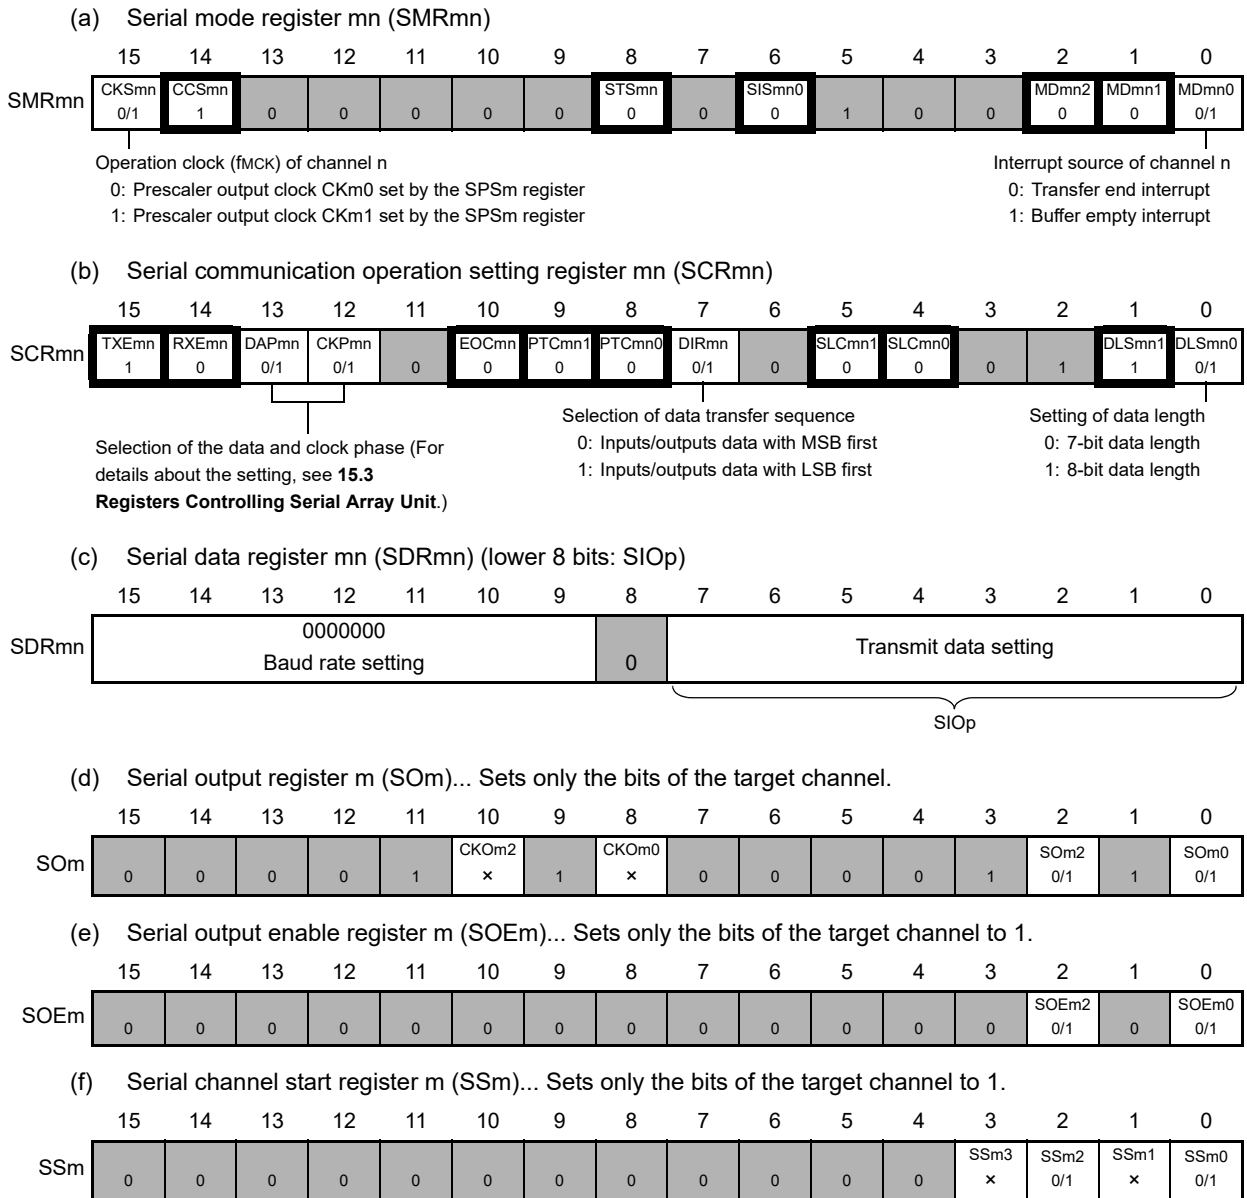 (a) Serial mode register mn (SMRmn)
15 14 13 12 11 10 9 8 7 6 5 4 3 2 1 0
SMRmn CKSmn CCSmn STSmn SISmn0 MDmn2 MDmn1 MDmn0
0/1 1 0 0 0 0 0 0 0 0 1 0 0 0 0 0/1
Operation clock (fMCK) of channel n
0: Prescaler output clock CKm0 set by the SPSm register
1: Prescaler output clock CKm1 set by the SPSm register
Interrupt source of channel n
0: Transfer end interrupt
1: Buffer empty interrupt
(b) Serial communication operation setting register mn (SCRmn)
15 14 13 12 11 10 9 8 7 6 5 4 3 2 1 0
SCRmn TXEmn RXEmn DAPmn CKPmn EOCmn PTCmn1 PTCmn0 DIRmn SLCmn1 SLCmn0 DLSmn1 DLSmn0
1 0 0/1 0/1 0 0 0 0 0/1 0 0 0 0 1 1 0/1
Selection of the data and clock phase (For
details about the setting, see 15.3
Registers Controlling Serial Array Unit.)
Selection of data transfer sequence
0: Inputs/outputs data with MSB first
1: Inputs/outputs data with LSB first
Setting of data length
0: 7-bit data length
1: 8-bit data length
(c) Serial data register mn (SDRmn) (lower 8 bits: SIOp)
15 14 13 12 11 10 9 8 7 6 5 4 3 2 1 0
SDRmn 0000000
Baud rate setting 0 Transmit data setting
SIOp
(d) Serial output register m (SOm)... Sets only the bits of the target channel.
15 14 13 12 11 10 9 8 7 6 5 4 3 2 1 0
SOm CKOm2 CKOm0 SOm2 SOm0
0 0 0 0 1 × 1 × 0 0 0 0 1 0/1 1 0/1
(e) Serial output enable register m (SOEm)... Sets only the bits of the target channel to 1.
15 14 13 12 11 10 9 8 7 6 5 4 3 2 1 0
SOEm SOEm2 SOEm0
0 0 0 0 0 0 0 0 0 0 0 0 0 0/1 0 0/1
(f) Serial channel start register m (SSm)... Sets only the bits of the target channel to 1.
15 14 13 12 11 10 9 8 7 6 5 4 3 2 1 0
SSm SSm3 SSm2 SSm1 SSm0
0 0 0 0 0 0 0 0 0 0 0 0 × 0/1 × 0/1